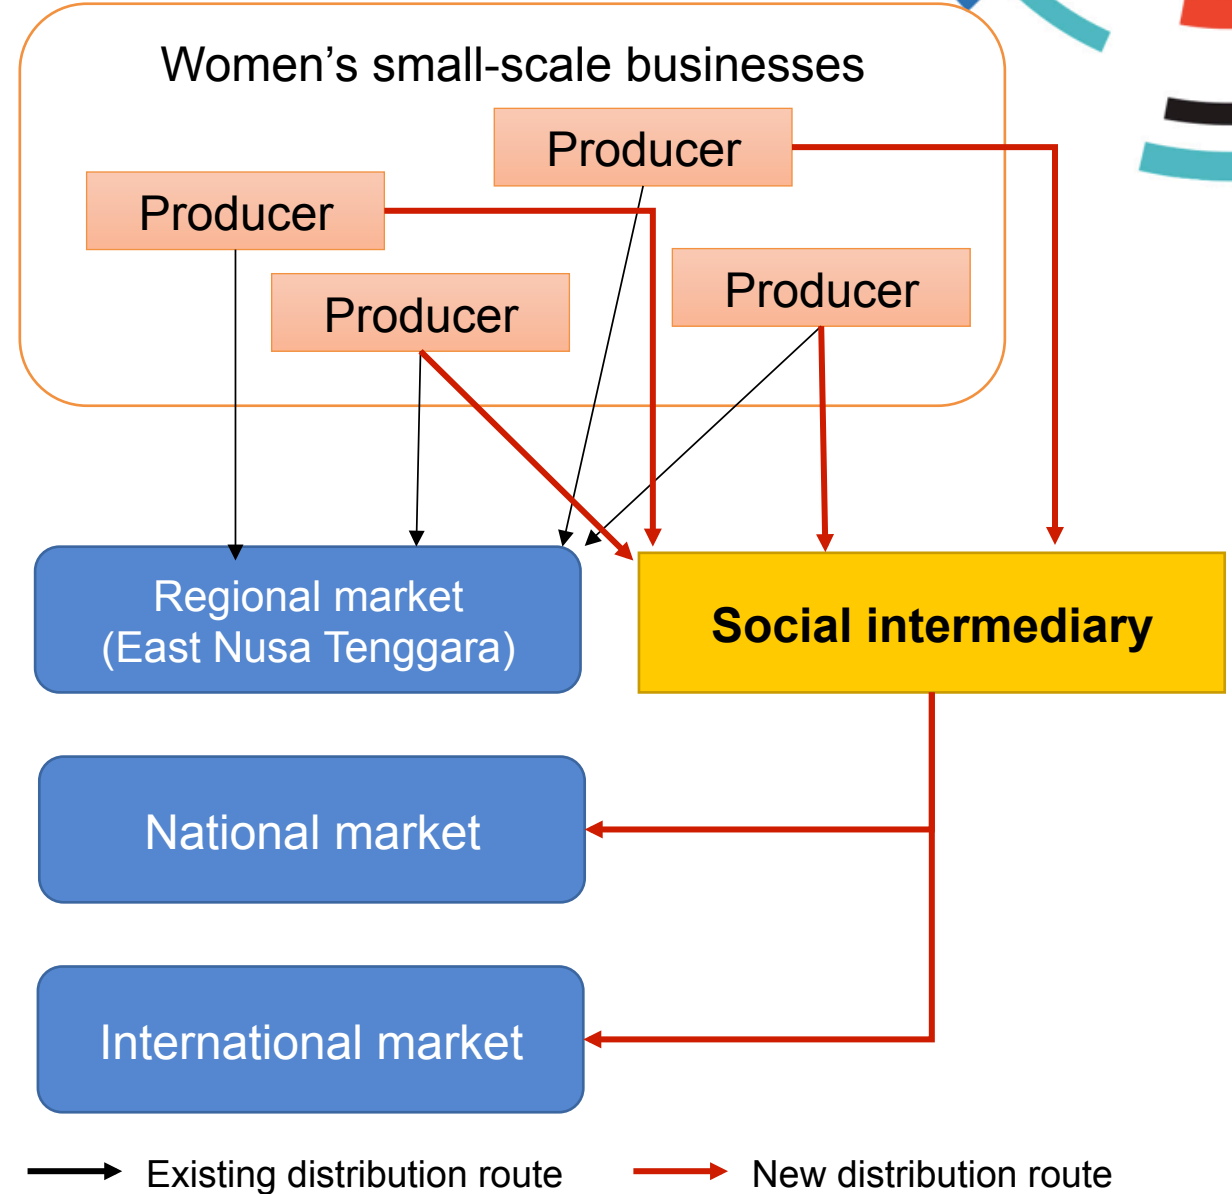 Women’s small-scale businesses
Producer
Producer
Producer
Producer
Regional market
(East Nusa Tenggara)
Social intermediary
National market
International market
Existing distribution route
New distribution route